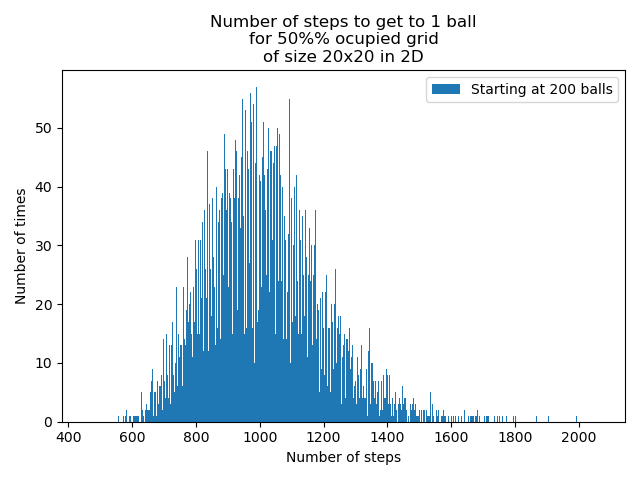 Number of steps to get to 1 ball
for 50%% ocupied grid
of size 20x20 in 2D
Starting at 200 balls
Number of times
50
40
30
20
10
0
400 600 800 1000 1200 1400 1600 1800 2000
Number of steps